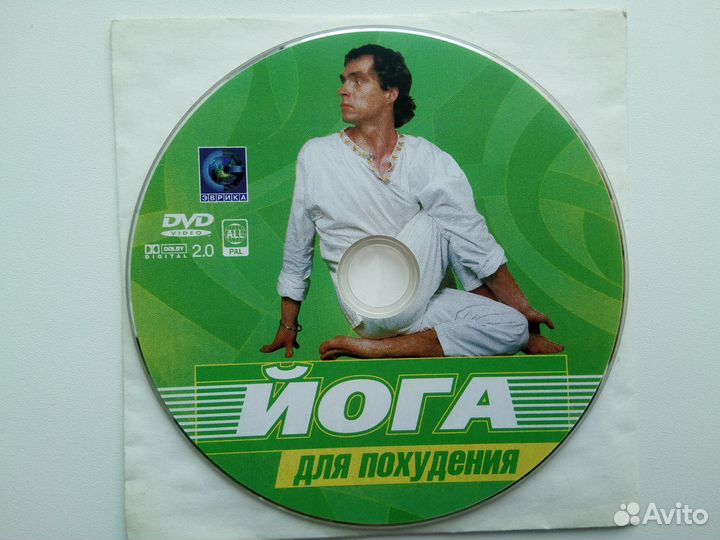 ЭВРИКА
DVD
VIDEO
DOLBY
DIGITAL 2.0
ALL
PAL
ЙОГА
ДЛЯ ПОХУДЕНИЯ
Avito